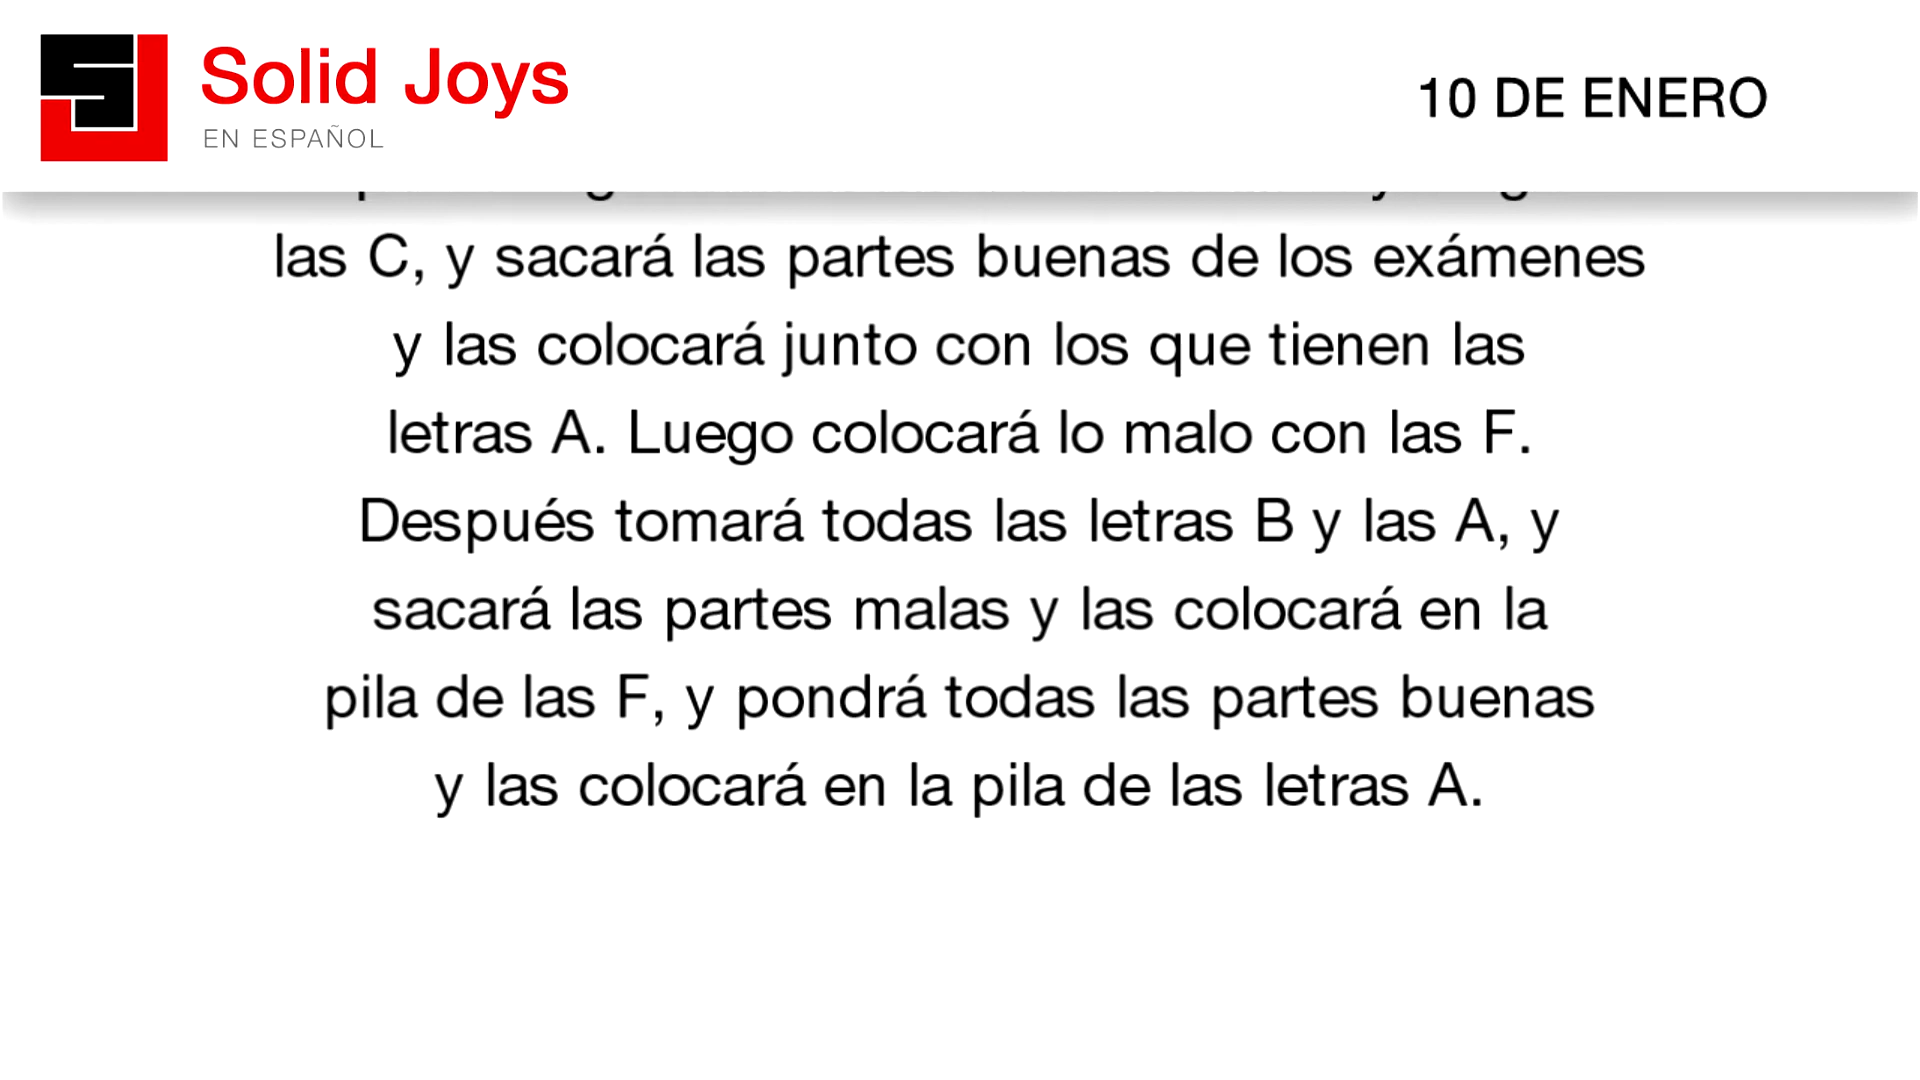 Solid Joys
EN ESPAÑOL
10 DE ENERO
las C, y sacará las partes buenas de los exámenes
y las colocará junto con los que tienen las
letras A. Luego colocará lo malo con las F.
Después tomará todas las letras B y las A, y
sacará las partes malas y las colocará en la
pila de las F, y pondrá todas las partes buenas
y las colocará en la pila de las letras A.